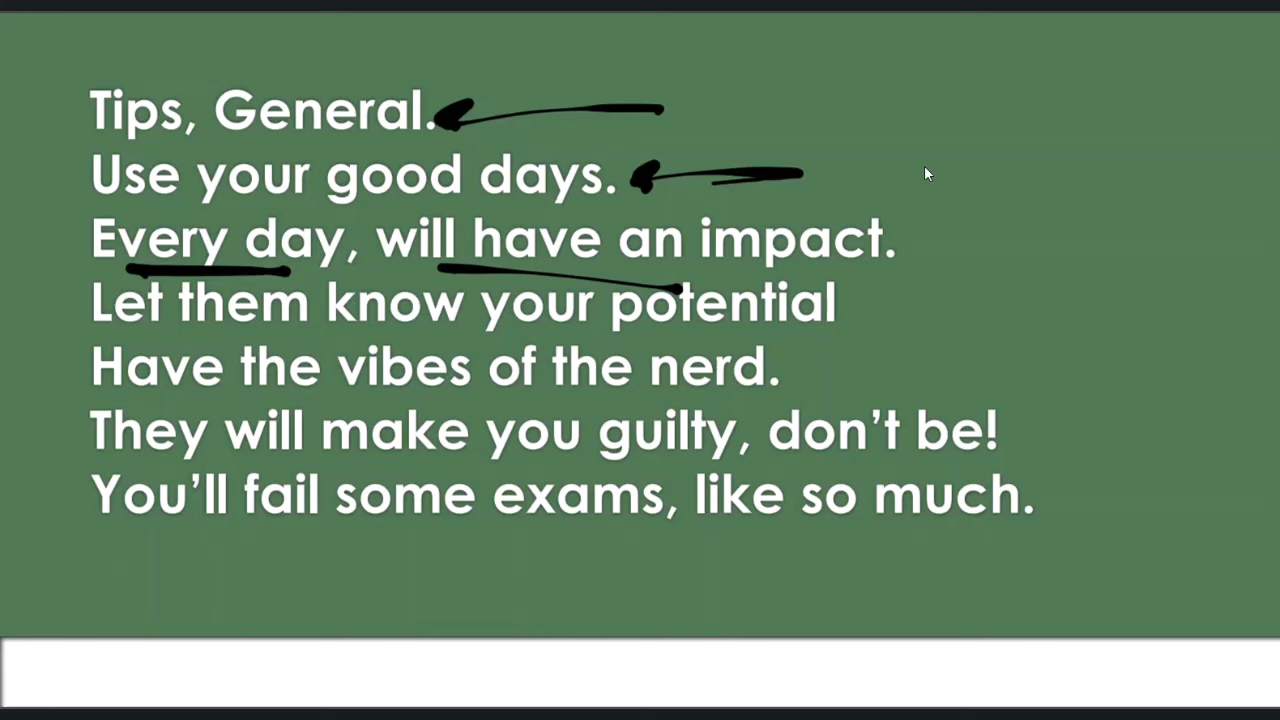 Tips, General.
Use your good days.
Every day, will have an impact.
Let them know your potential
Have the vibes of the nerd.
They will make you guilty, don’t be!
You’ll fail some exams, like so much.